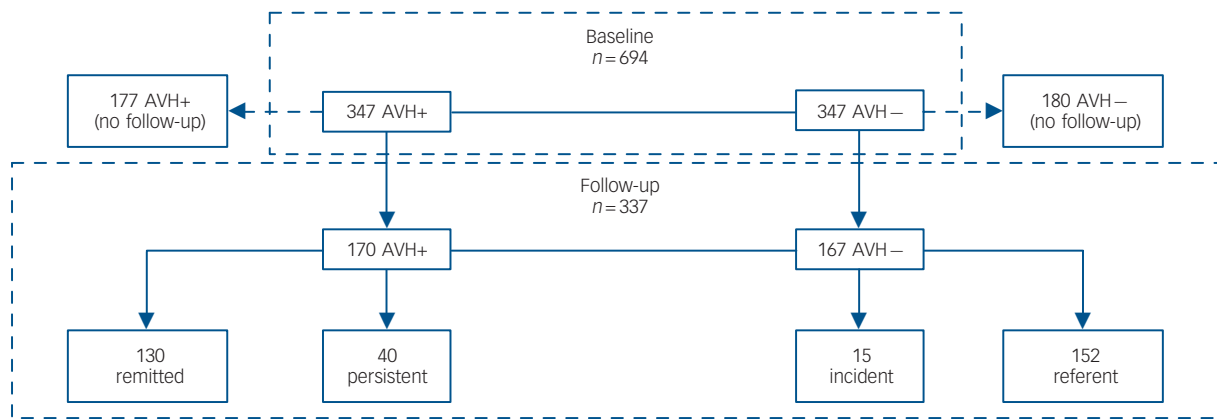 Baseline
n=694
177 AVH+
(no follow-up)
347 AVH+
347 AVH−
180 AVH−
(no follow-up)
Follow-up
n=337
170 AVH+
167 AVH−
130
remitted
40
persistent
15
incident
152
referent